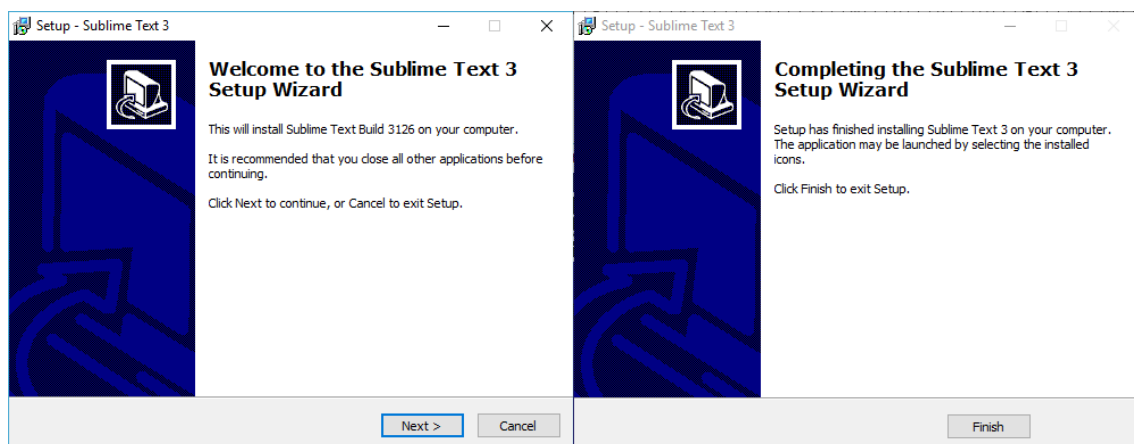 Setup - Sublime Text 3
Welcome to the Sublime Text 3
Setup Wizard
This will install Sublime Text Build 3126 on your computer.
It is recommended that you close all other applications before
continuing.
Click Next to continue, or Cancel to exit Setup.
Next >
Cancel
Setup - Sublime Text 3
Completing the Sublime Text 3
Setup Wizard
Setup has finished installing Sublime Text 3 on your computer.
The application may be launched by selecting the installed
icons.
Click Finish to exit Setup.
Finish